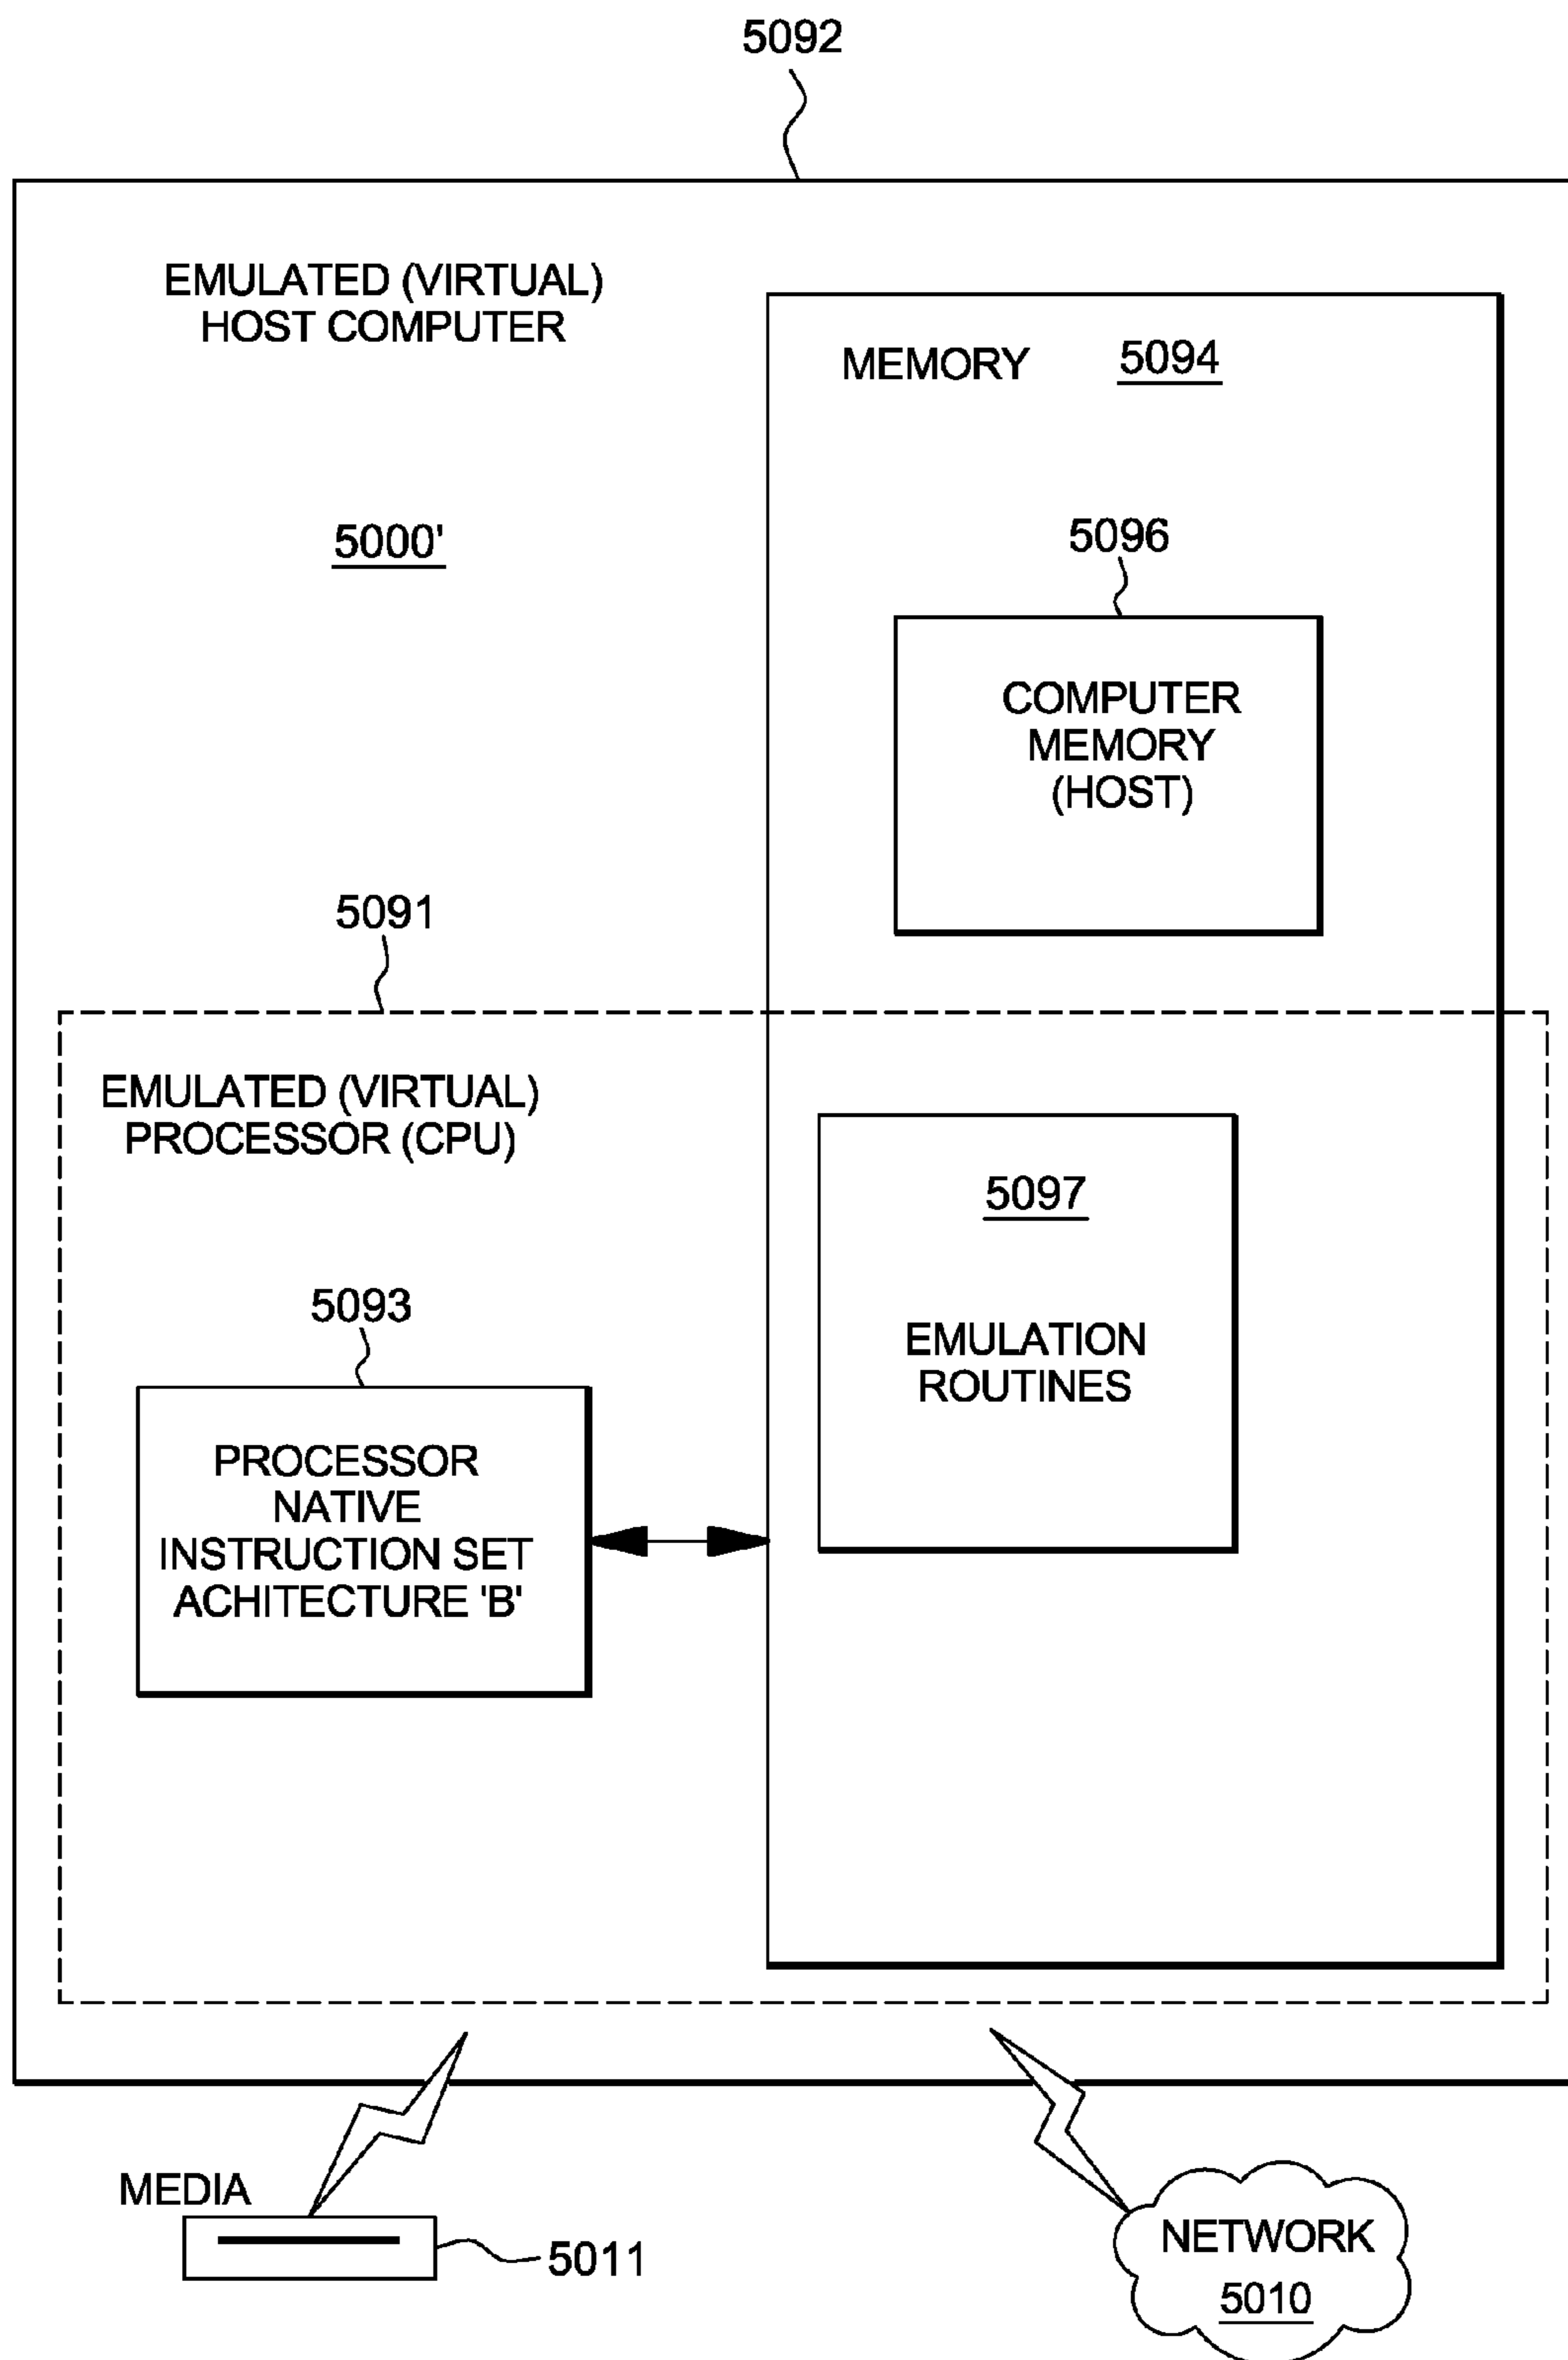 5092
EMULATED (VIRTUAL)
HOST COMPUTER
5000'
MEMORY 5094
5096
COMPUTER
MEMORY
(HOST)
5091
EMULATED (VIRTUAL)
PROCESSOR (CPU)
5097
EMULATION
ROUTINES
5093
PROCESSOR
NATIVE
INSTRUCTION SET
ACHITECTURE 'B'
MEDIA
5011
NETWORK
5010